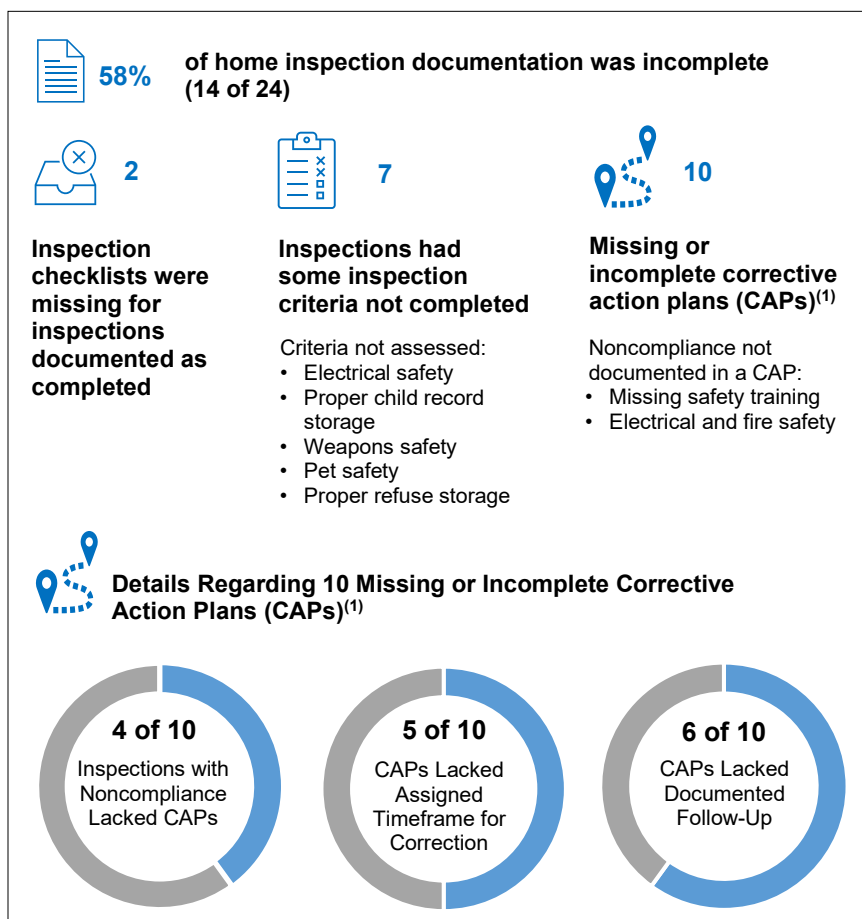 58%
of home inspection documentation was incomplete
(14 of 24)
2
Inspection
checklists were
missing for
inspections
documented as
completed
7
Inspections had
some inspection
criteria not completed
Criteria not assessed:
• Electrical safety
• Proper child record
storage
• Weapons safety
• Pet safety
• Proper refuse storage
10
Missing or
incomplete corrective
action plans (CAPs)(1)
Noncompliance not
documented in a CAP:
• Missing safety training
• Electrical and fire safety
Details Regarding 10 Missing or Incomplete Corrective
Action Plans (CAPs)(1)
4 of 10
Inspections with
Noncompliance
Lacked CAPs
5 of 10
CAPs Lacked
Assigned
Timeframe for
Correction
6 of 10
CAPs Lacked
Documented
Follow-Up